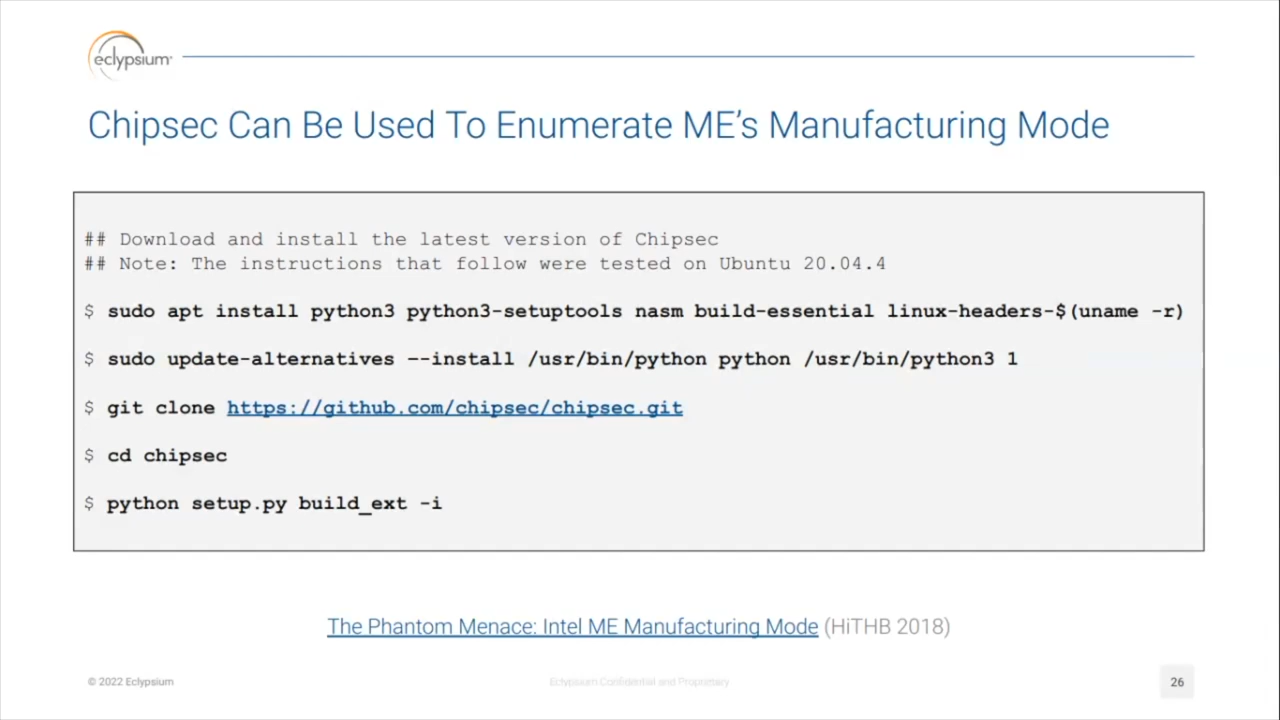 eclypsium
Chipsec Can Be Used To Enumerate ME's Manufacturing Mode
## Download and install the latest version of Chipsec
## Note: The instructions that follow were tested on Ubuntu 20.04.4
$ sudo apt install python3 python3-setuptools nasm build-essential linux-headers-$(uname -r)
$ sudo update-alternatives --install /usr/bin/python python /usr/bin/python3 1
$ git clone https://github.com/chipsec/chipsec.git
$ cd chipsec
$ python setup.py build_ext -i
The Phantom Menace: Intel ME Manufacturing Mode (HiTHB 2018)
© 2022 Eclypsium
Eclypsium Confidential and Proprietary
26